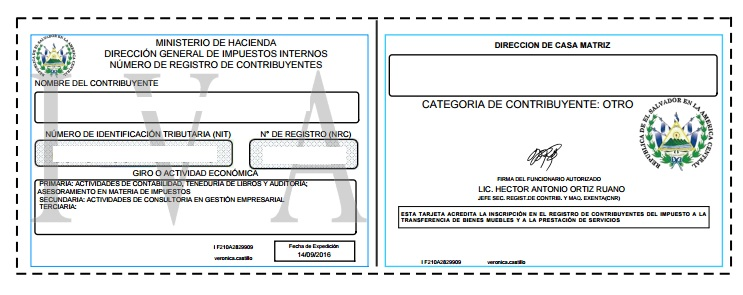 MINISTERIO DE HACIENDA
DIRECCIÓN GENERAL DE IMPUESTOS INTERNOS
NÚMERO DE REGISTRO DE CONTRIBUYENTES
NOMBRE DEL CONTRIBUYENTE
IVA
NÚMERO DE IDENTIFICACIÓN TRIBUTARIA (NIT)
N° DE REGISTRO (NRC)
GIRO O ACTIVIDAD ECONÓMICA
PRIMARIA: ACTIVIDADES DE CONTABILIDAD, TENEDURÍA DE LIBROS Y AUDITORÍA;
ASESORAMIENTO EN MATERIA DE IMPUESTOS
SECUNDARIA: ACTIVIDADES DE CONSULTORIA EN GESTIÓN EMPRESARIAL
TERCIARIA:
I F210A2829909
veronica.castillo
Fecha de Expedición
14/09/2016
DIRECCION DE CASA MATRIZ
CATEGORIA DE CONTRIBUYENTE: OTRO
REPUBLICA DE EL SALVADOR EN LA AMERICA CENTRAL
FIRMA DEL FUNCIONARIO AUTORIZADO
LIC. HECTOR ANTONIO ORTIZ RUANO
JEFE SEC. REGIST.DE CONTRIB. Y MAQ. EXENTA(CNR)
ESTA TARJETA ACREDITA LA INSCRIPCIÓN EN EL REGISTRO DE CONTRIBUYENTES DEL IMPUESTO A LA
TRANSFERENCIA DE BIENES MUEBLES Y A LA PRESTACIÓN DE SERVICIOS
I F210A2829909
veronica.castillo